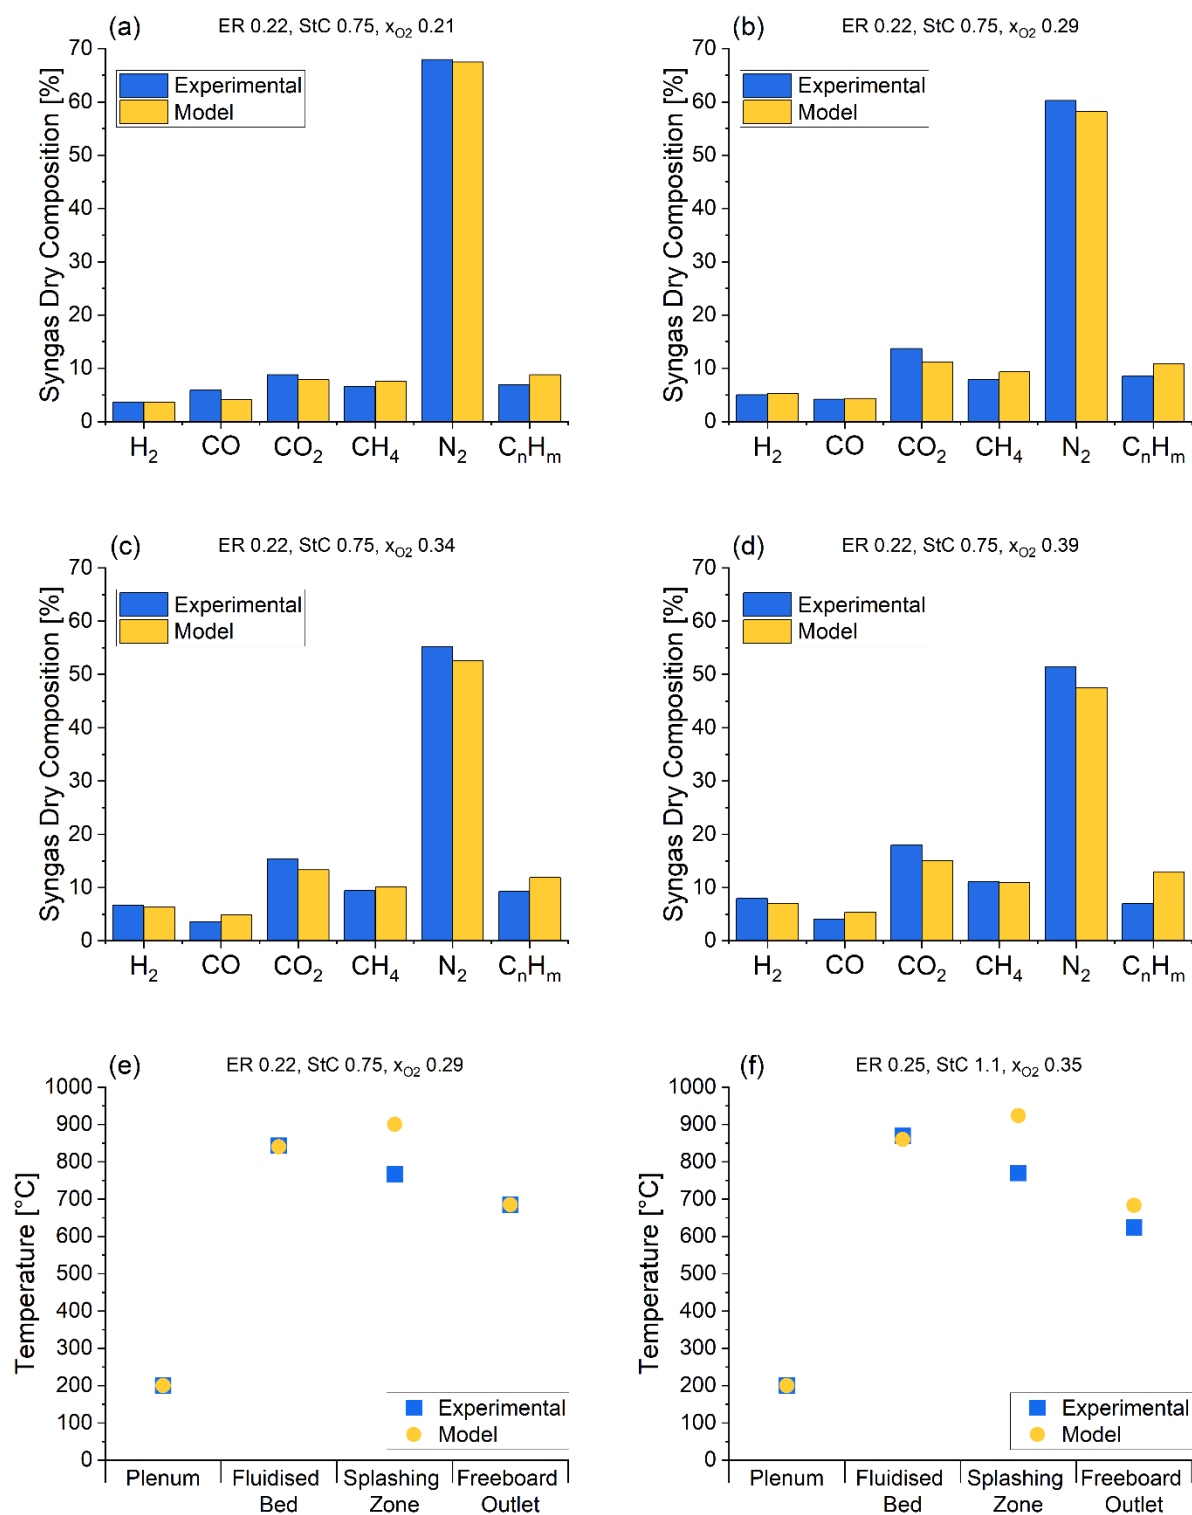 (a) ER 0.22, StC 0.75, x_O2 0.21
Syngas Dry Composition [%]
70
60
50
40
30
20
10
0
Experimental
Model
H2 CO CO2 CH4 N2 CnHm
(b) ER 0.22, StC 0.75, xO2 0.29
Syngas Dry Composition [%]
70
60
50
40
30
20
10
0
Experimental
Model
H2 CO CO2 CH4 N2 CnHm
(c) ER 0.22, StC 0.75, xO2 0.34
Syngas Dry Composition [%]
70
60
50
40
30
20
10
0
Experimental
Model
H2 CO CO2 CH4 N2 CnHm
(d) ER 0.22, StC 0.75, xO2 0.39
Syngas Dry Composition [%]
70
60
50
40
30
20
10
0
Experimental
Model
H2 CO CO2 CH4 N2 CnHm
(e) ER 0.22, StC 0.75, xO2 0.29
Temperature [°C]
1000
900
800
700
600
500
400
300
200
100
0
Experimental
Model
Plenum Fluidised Splashing Freeboard
Bed Zone Outlet
(f) ER 0.25, StC 1.1, xO2 0.35
Temperature [°C]
1000
900
800
700
600
500
400
300
200
100
0
Experimental
Model
Plenum Fluidised Splashing Freeboard
Bed Zone Outlet